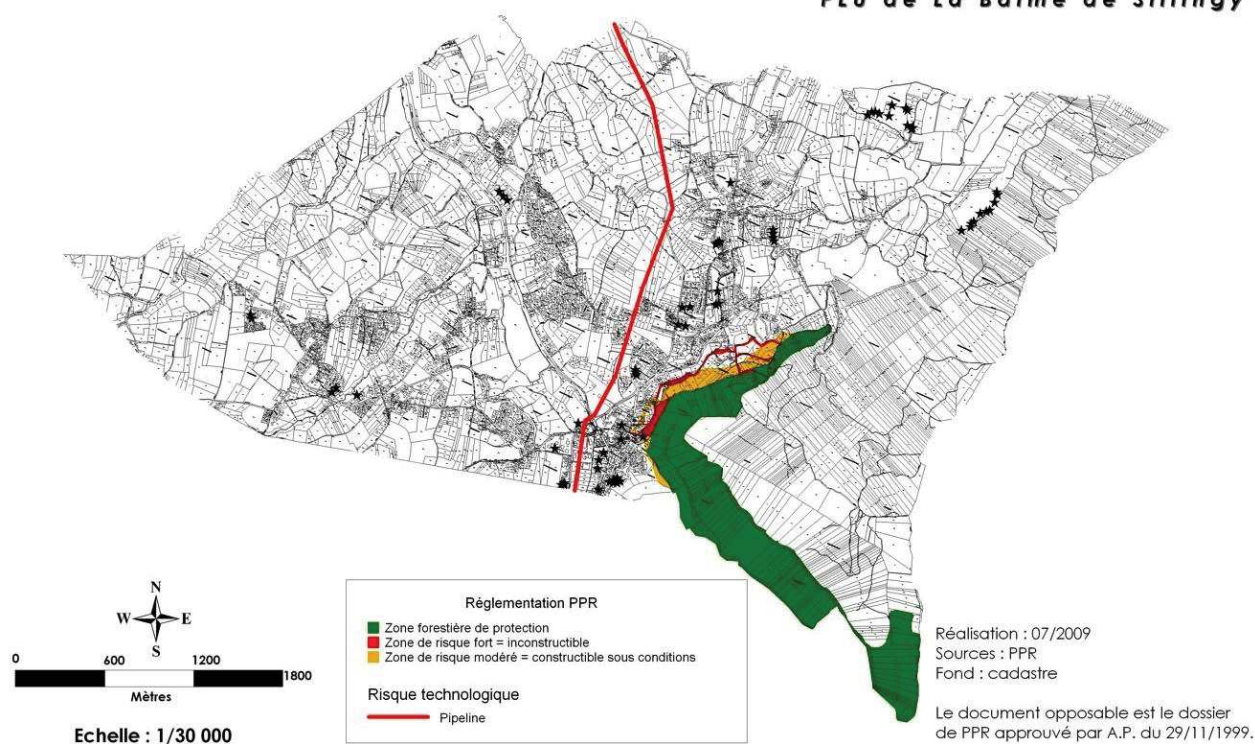 PLU de La Balme de Sillingy
N
W E
S
0 600 1200 1800
Mètres
Echelle : 1/30 000
Réglementation PPR
Zone forestière de protection
Zone de risque fort = inconstructible
Zone de risque modéré = constructible sous conditions
Risque technologique
Pipeline
Réalisation : 07/2009
Sources : PPR
Fond : cadastre
Le document opposable est le dossier
de PPR approuvé par A.P. du 29/11/1999.